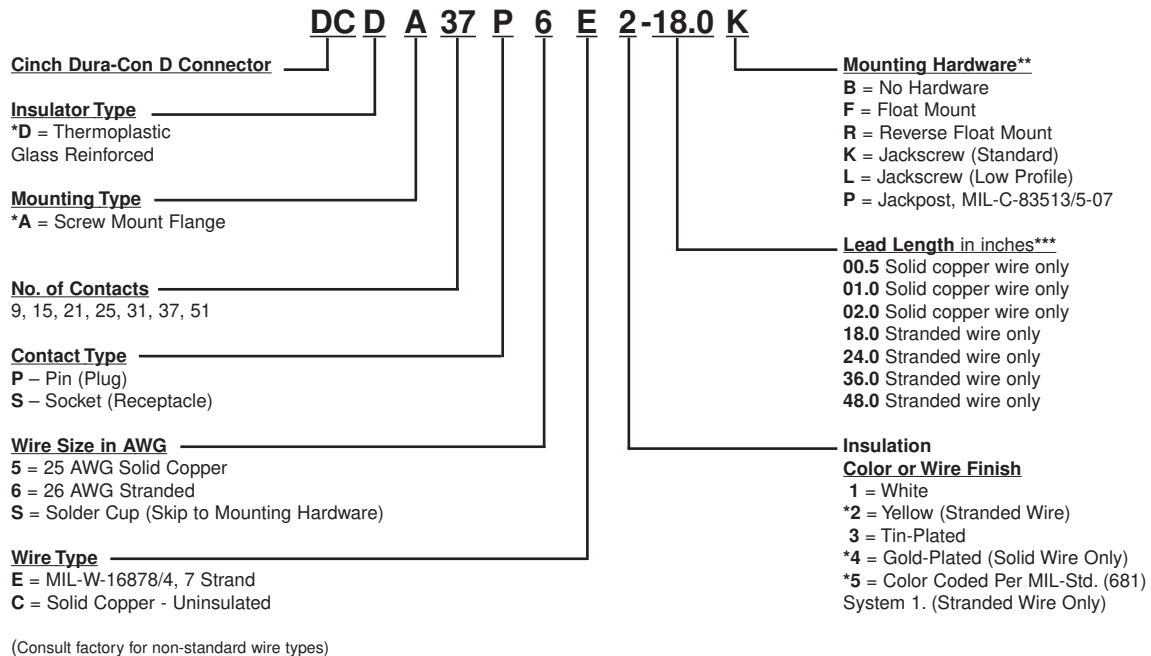 DC D A 37 P 6 E 2-18.0 K
Cinch Dura-Con D Connector
Insulator Type
*D = Thermoplastic
Glass Reinforced
Mounting Type
*A = Screw Mount Flange
No. of Contacts
9, 15, 21, 25, 31, 37, 51
Contact Type
P – Pin (Plug)
S – Socket (Receptacle)
Wire Size in AWG
5 = 25 AWG Solid Copper
6 = 26 AWG Stranded
S = Solder Cup (Skip to Mounting Hardware)
Wire Type
E = MIL-W-16878/4, 7 Strand
C = Solid Copper - Uninsulated
(Consult factory for non-standard wire types)
Mounting Hardware**
B = No Hardware
F = Float Mount
R = Reverse Float Mount
K = Jackscrew (Standard)
L = Jackscrew (Low Profile)
P = Jackpost, MIL-C-83513/5-07
Lead Length in inches***
00.5 Solid copper wire only
01.0 Solid copper wire only
02.0 Solid copper wire only
18.0 Stranded wire only
24.0 Stranded wire only
36.0 Stranded wire only
48.0 Stranded wire only
Insulation
Color or Wire Finish
1 = White
*2 = Yellow (Stranded Wire)
3 = Tin-Plated
*4 = Gold-Plated (Solid Wire Only)
*5 = Color Coded Per MIL-Std. (681)
System 1. (Stranded Wire Only)